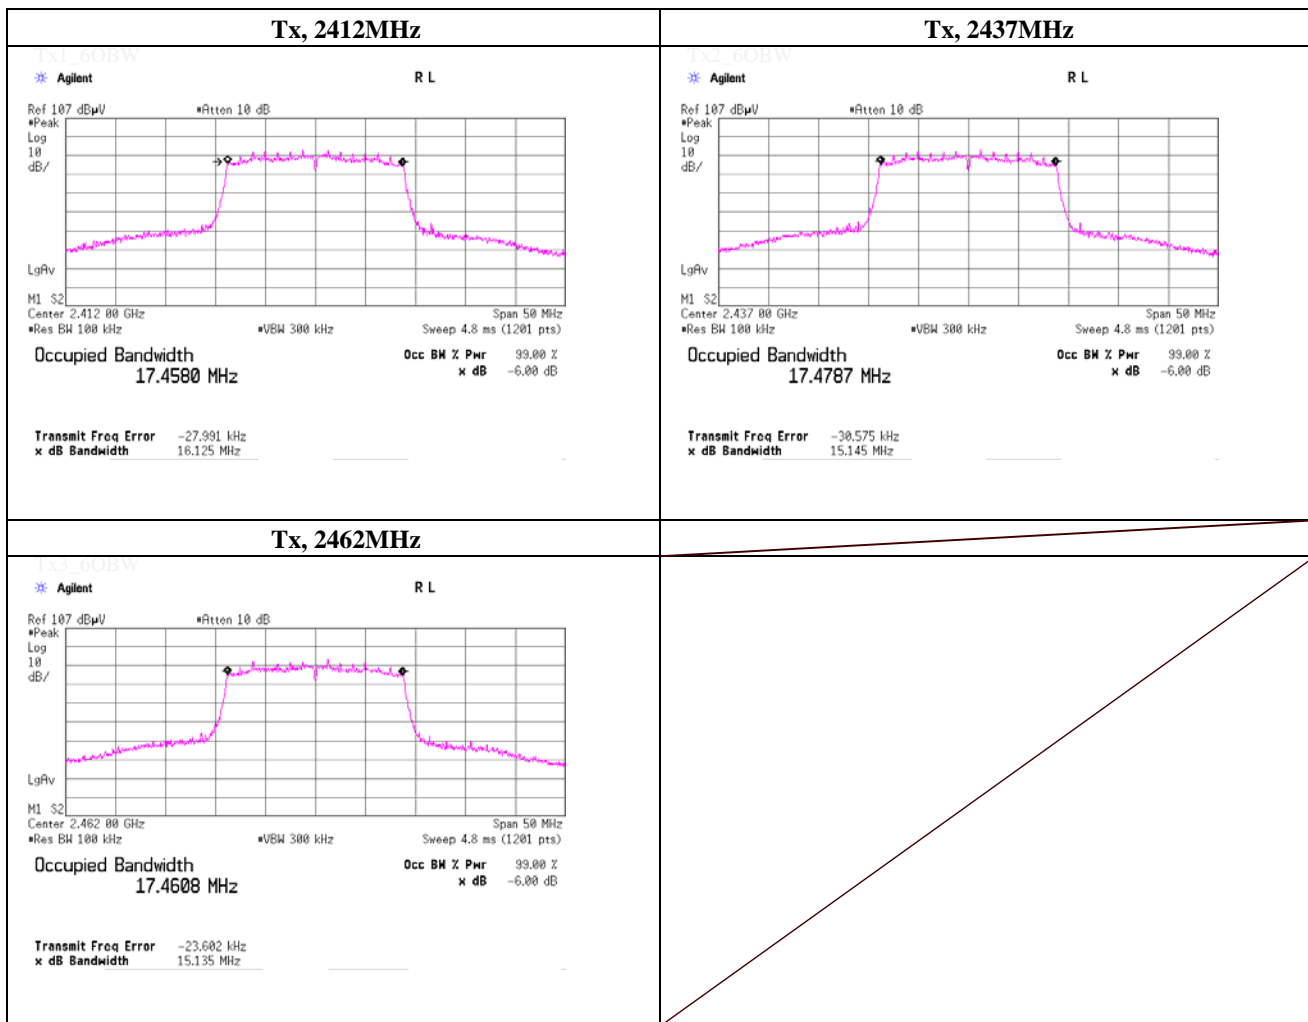 Tx, 2412MHz
Tx1_6OBW
Agilent
R L
Ref 107 dBµV
#Atten 10 dB
#Peak
Log
10
dB/
LgAv
M1 S2
Center 2.412 00 GHz
Span 50 MHz
#Res BW 100 kHz
#VBW 300 kHz
Sweep 4.8 ms (1201 pts)
Occupied Bandwidth
17.4580 MHz
Occ BW % Pwr 99.00 %
x dB -6.00 dB
Transmit Freq Error -27.991 kHz
x dB Bandwidth 16.125 MHz
Tx, 2437MHz
Tx2_6OBW
Agilent
R L
Ref 107 dBµV
#Atten 10 dB
#Peak
Log
10
dB/
LgAv
M1 S2
Center 2.437 00 GHz
Span 50 MHz
#Res BW 100 kHz
#VBW 300 kHz
Sweep 4.8 ms (1201 pts)
Occupied Bandwidth
17.4787 MHz
Occ BW % Pwr 99.00 %
x dB -6.00 dB
Transmit Freq Error -30.575 kHz
x dB Bandwidth 15.145 MHz
Tx, 2462MHz
Tx3_6OBW
Agilent
R L
Ref 107 dBµV
#Atten 10 dB
#Peak
Log
10
dB/
LgAv
M1 S2
Center 2.462 00 GHz
Span 50 MHz
#Res BW 100 kHz
#VBW 300 kHz
Sweep 4.8 ms (1201 pts)
Occupied Bandwidth
17.4608 MHz
Occ BW % Pwr 99.00 %
x dB -6.00 dB
Transmit Freq Error -23.602 kHz
x dB Bandwidth 15.135 MHz